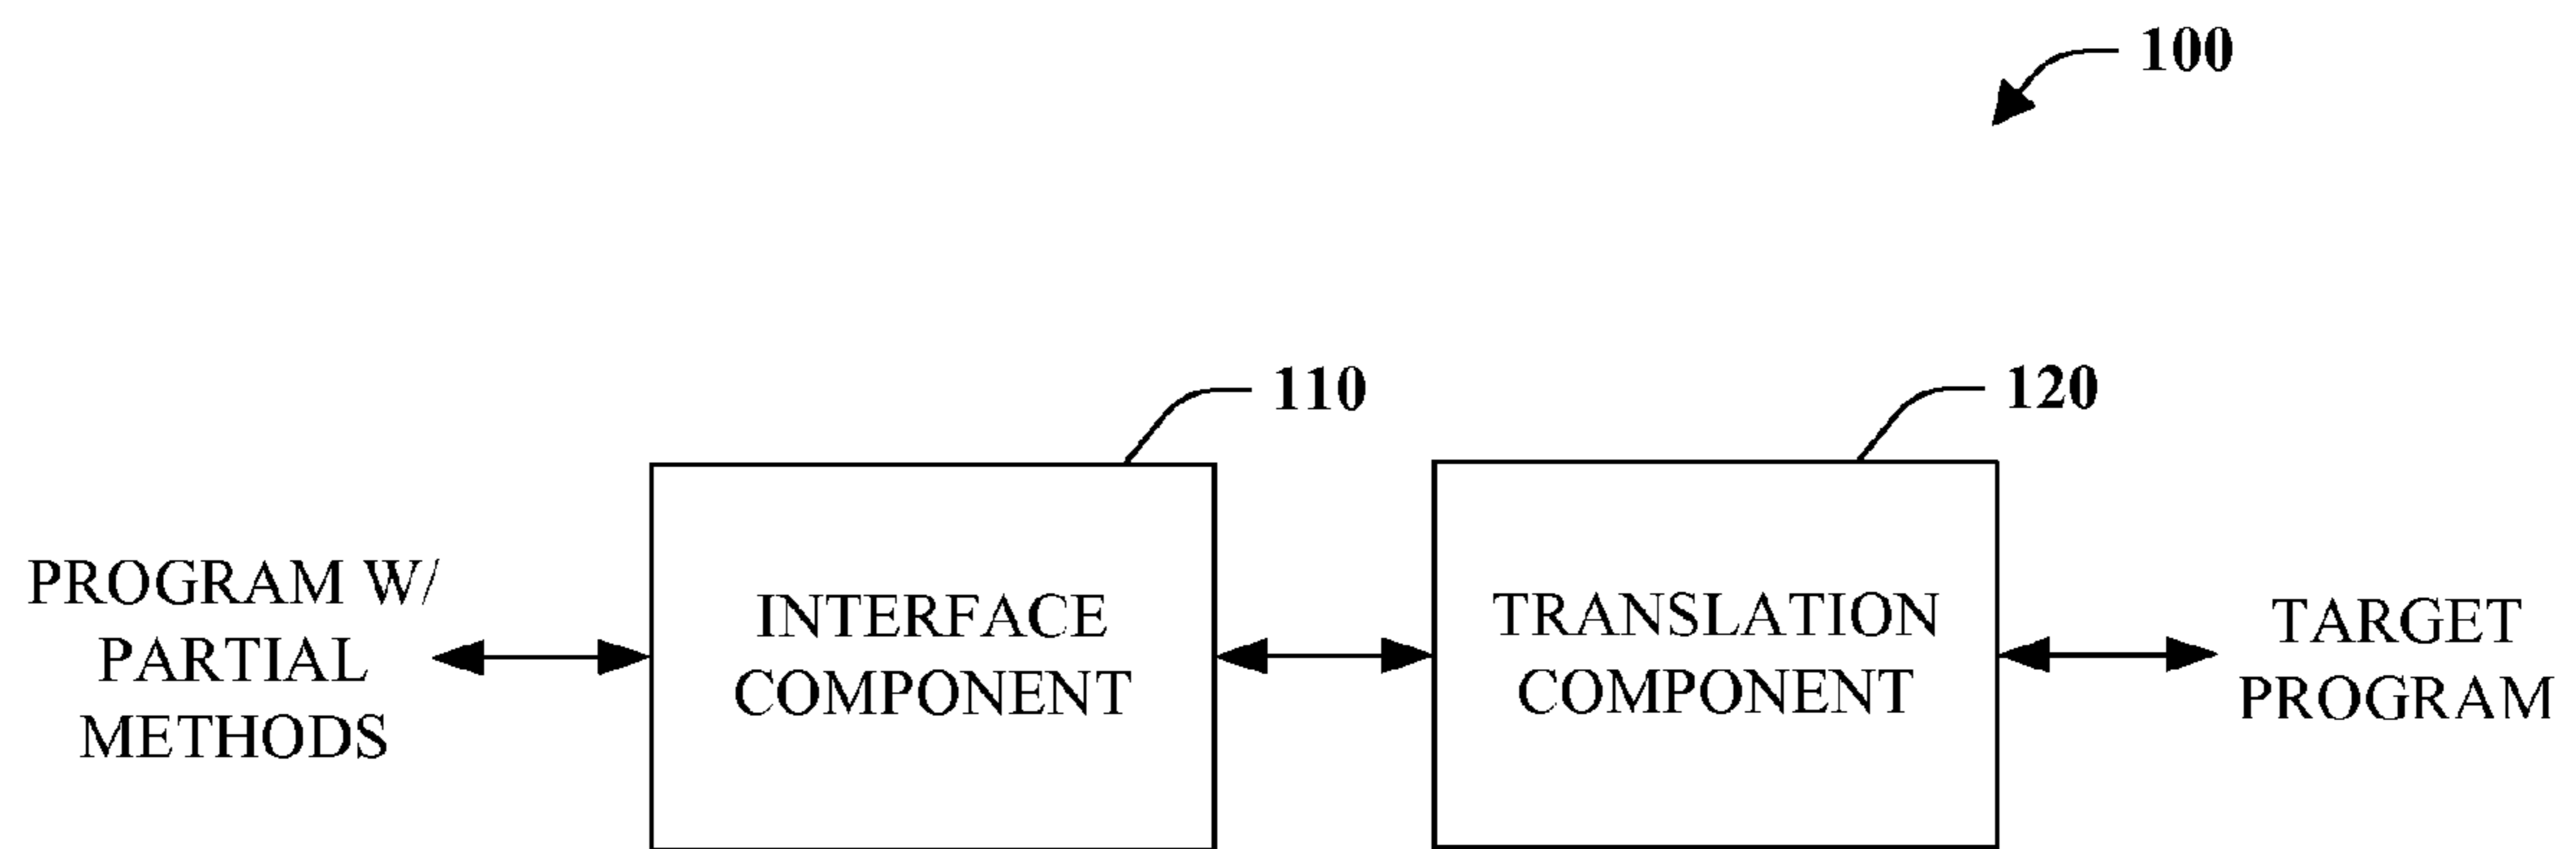 100
110
120
PROGRAM W/
PARTIAL
METHODS
INTERFACE
COMPONENT
TRANSLATION
COMPONENT
TARGET
PROGRAM